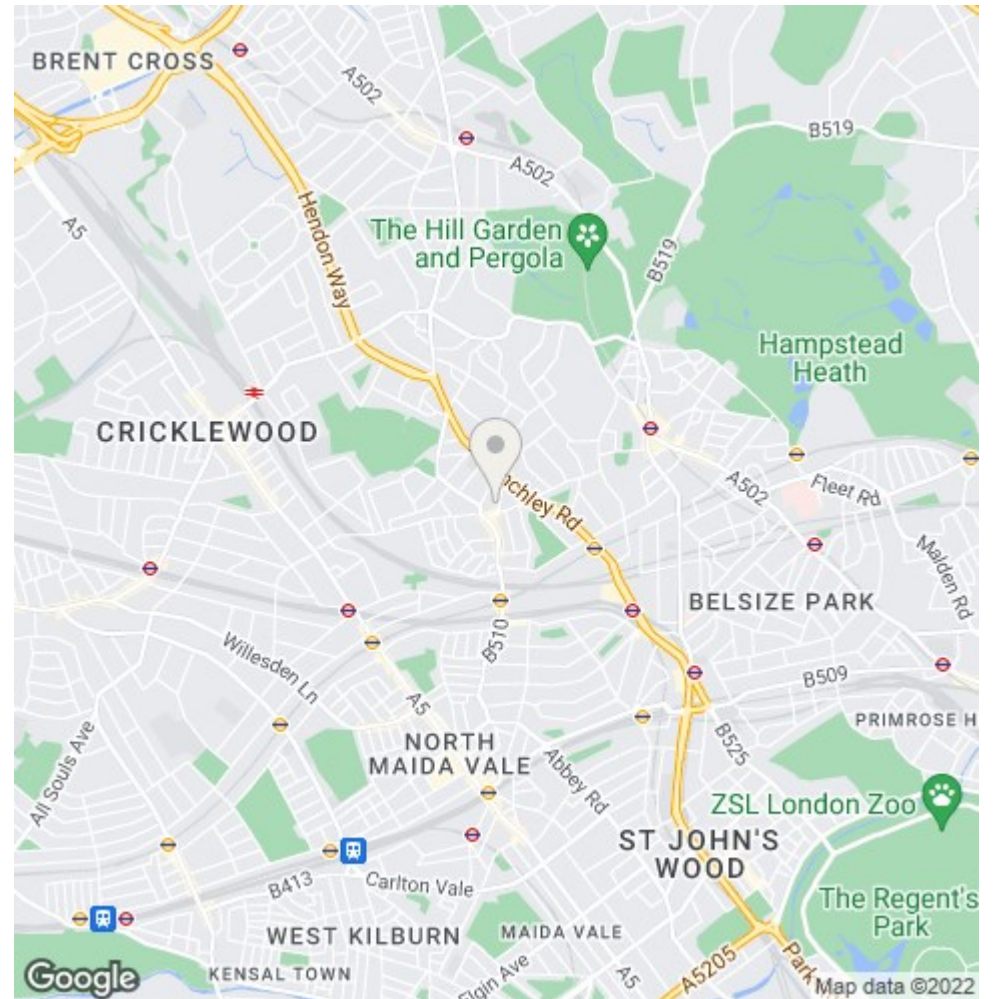 BRENT CROSS
A502
B519
A502
A5
Hendon Way
The Hill Garden
and Pergola
B519
Hampstead
Heath
CRICKLEWOOD
nchley Rd
A502
Fleet Rd
Malden Rd
BELSIZE PARK
B510
Willesden Ln
A5
B509
PRIMROSE H
B525
NORTH
MAIDA VALE
Abbey Rd
All Souls Ave
ZSL London Zoo
ST JOHN'S
WOOD
B413
Carlton Vale
The Regent's
Park
WEST KILBURN
MAIDA VALE
KENSAL TOWN
Elgin Ave
A5
A5205
Park
Google
Map data ©2022